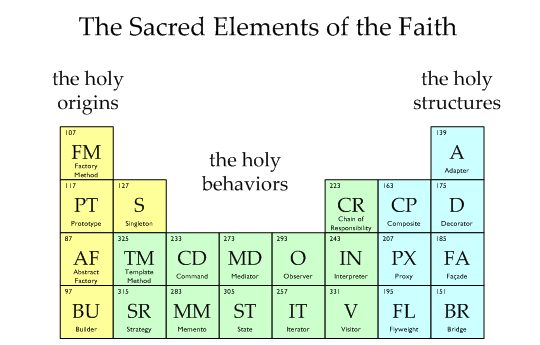 The Sacred Elements of the Faith
the holy
origins
the holy
structures
the holy
behaviors
107
FM
Factory
Method
139
A
Adapter
117
PT
Prototype
127
S
Singleton
223
CR
Chain of
Responsibility
163
CP
Composite
175
D
Decorator
87
AF
Abstract
Factory
325
TM
Template
Method
233
CD
Command
273
MD
Mediator
293
O
Observer
243
IN
Interpreter
207
PX
Proxy
185
FA
Façade
97
BU
Builder
315
SR
Strategy
283
MM
Memento
305
ST
State
257
IT
Iterator
331
V
Visitor
195
FL
Flyweight
151
BR
Bridge